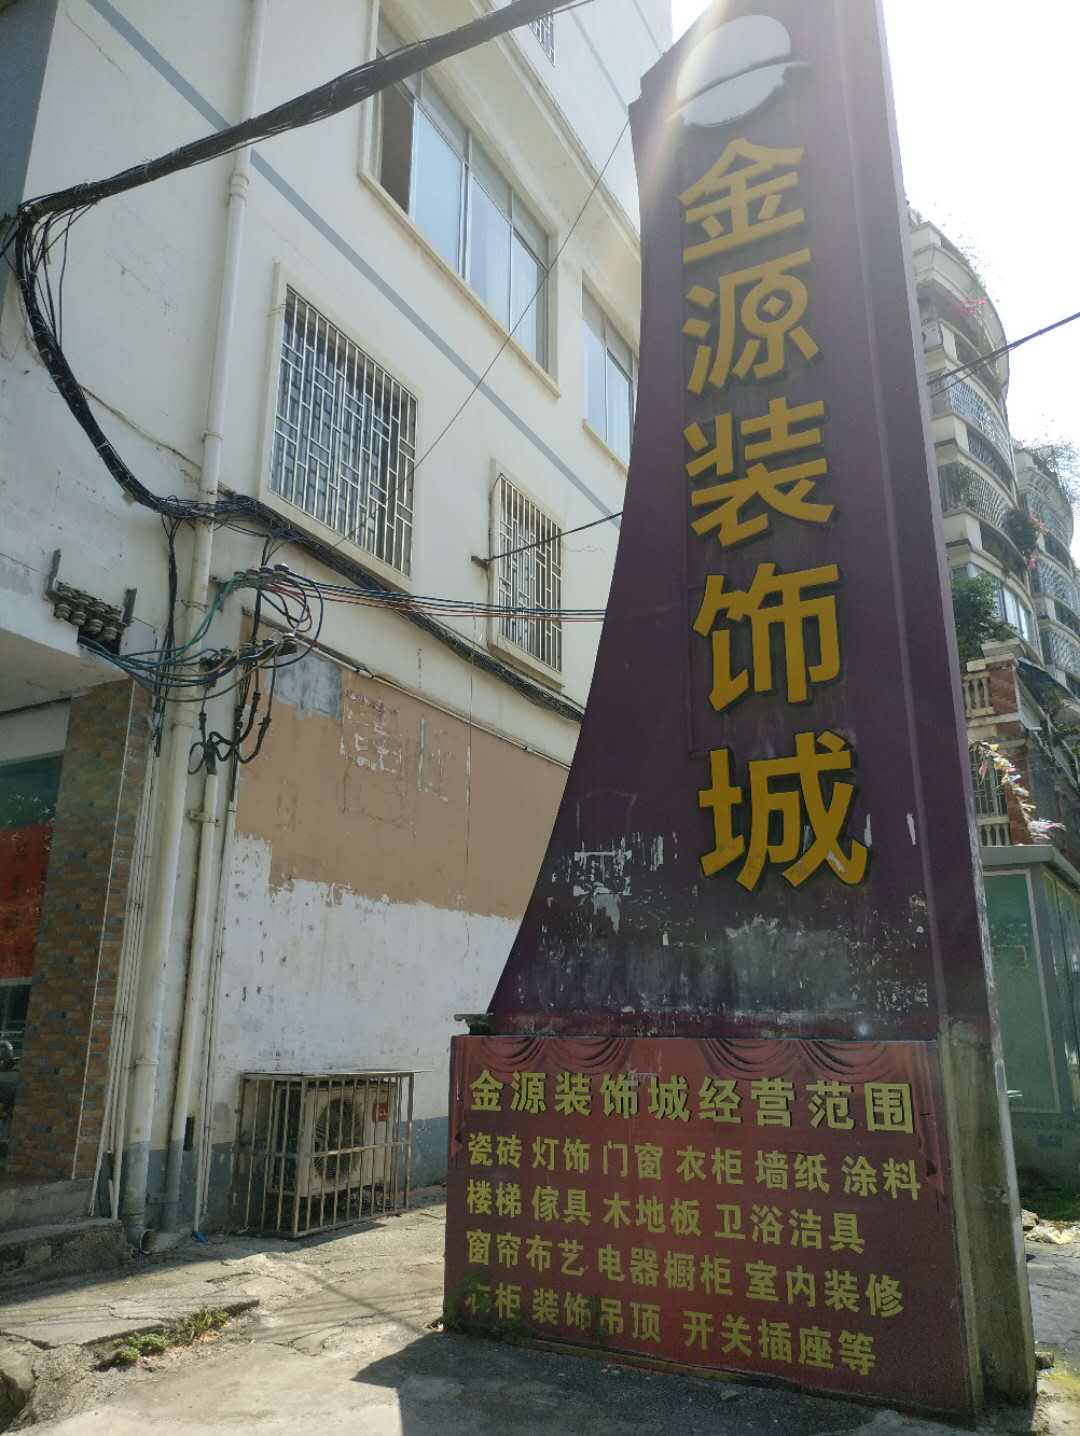 金源装饰城
金源装饰城经营范围
瓷砖 灯饰 门窗 衣柜 墙纸 涂料
楼梯 傢具 木地板 卫浴洁具
窗帘布艺 电器橱柜 室内装修
衣柜 装饰吊顶 开关插座等